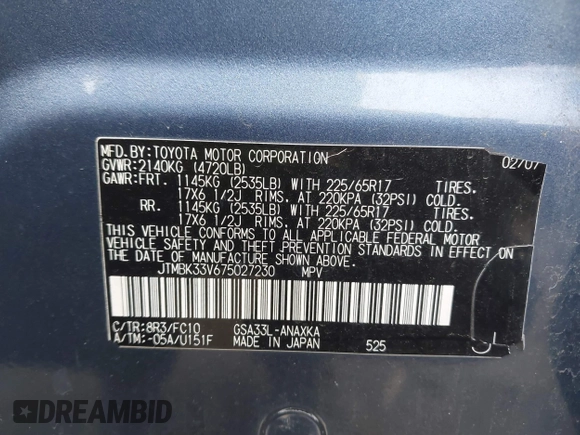 MFD.BY:TOYOTA MOTOR CORPORATION 02/07
GVWR:2140KG (4720LB)
GAWR:FRT. 1145KG (2535LB) WITH 225/65R17 TIRES.
17X6 1/2J RIMS. AT 220KPA (32PSI) COLD.
RR. 1145KG (2535LB) WITH 225/65R17 TIRES.
17X6 1/2J RIMS. AT 220KPA (32PSI) COLD.
THIS VEHICLE CONFORMS TO ALL APPLICABLE FEDERAL MOTOR
VEHICLE SAFETY AND THEFT PREVENTION STANDARDS IN EFFECT ON
THE DATE OF MANUFACTURE SHOWN ABOVE.
JTMBK33V675027230 MPV
C/TR:8R3/FC10 GSA33L-ANAXKA
A/TM:-05A/U151F MADE IN JAPAN 525
DREAMBID